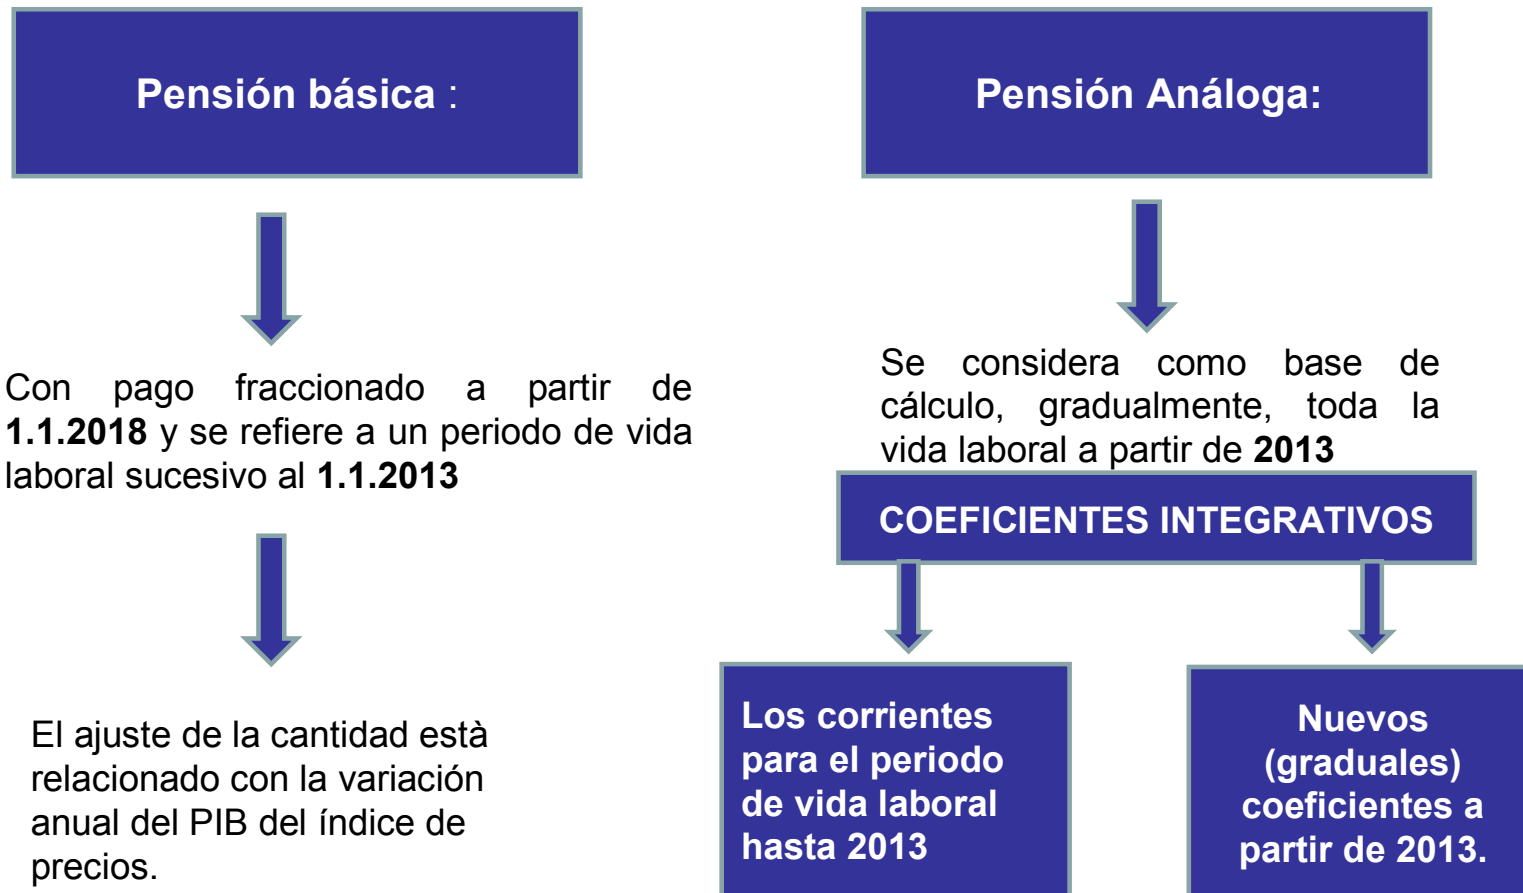 Pensión básica :
Con pago fraccionado a partir de
1.1.2018 y se refiere a un periodo de vida
laboral sucesivo al 1.1.2013
El ajuste de la cantidad està
relacionado con la variación
anual del PIB del índice de
precios.
Pensión Análoga:
Se considera como base de
cálculo, gradualmente, toda la
vida laboral a partir de 2013
COEFICIENTES INTEGRATIVOS
Los corrientes
para el periodo
de vida laboral
hasta 2013
Nuevos
(graduales)
coeficientes a
partir de 2013.